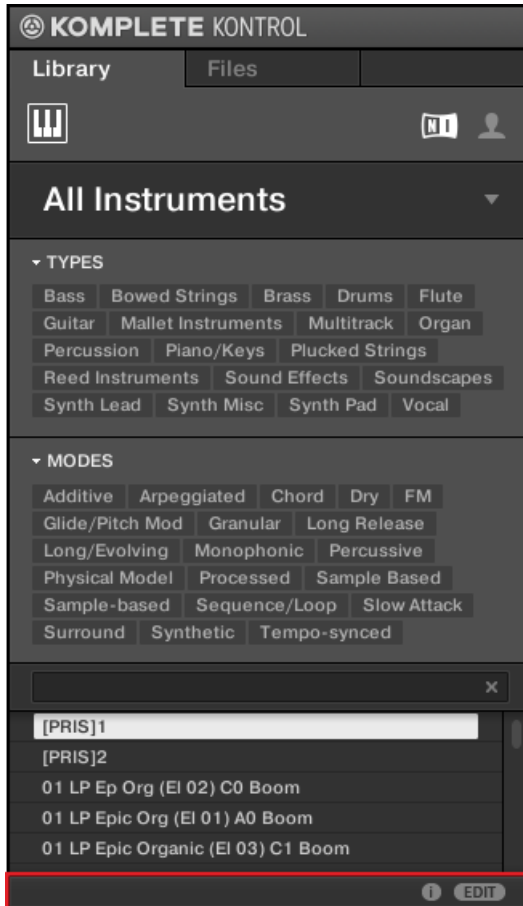 KOMPLETE KONTROL
Library Files
NI
All Instruments
TYPES
Bass Bowed Strings Brass Drums Flute
Guitar Mallet Instruments Multitrack Organ
Percussion Piano/Keys Plucked Strings
Reed Instruments Sound Effects Soundscapes
Synth Lead Synth Misc Synth Pad Vocal
MODES
Additive Arpeggiated Chord Dry FM
Glide/Pitch Mod Granular Long Release
Long/Evolving Monophonic Percussive
Physical Model Processed Sample Based
Sample-based Sequence/Loop Slow Attack
Surround Synthetic Tempo-synced
[PRIS]1
[PRIS]2
01 LP Ep Org (El 02) C0 Boom
01 LP Epic Org (El 01) A0 Boom
01 LP Epic Organic (El 03) C1 Boom
i EDIT